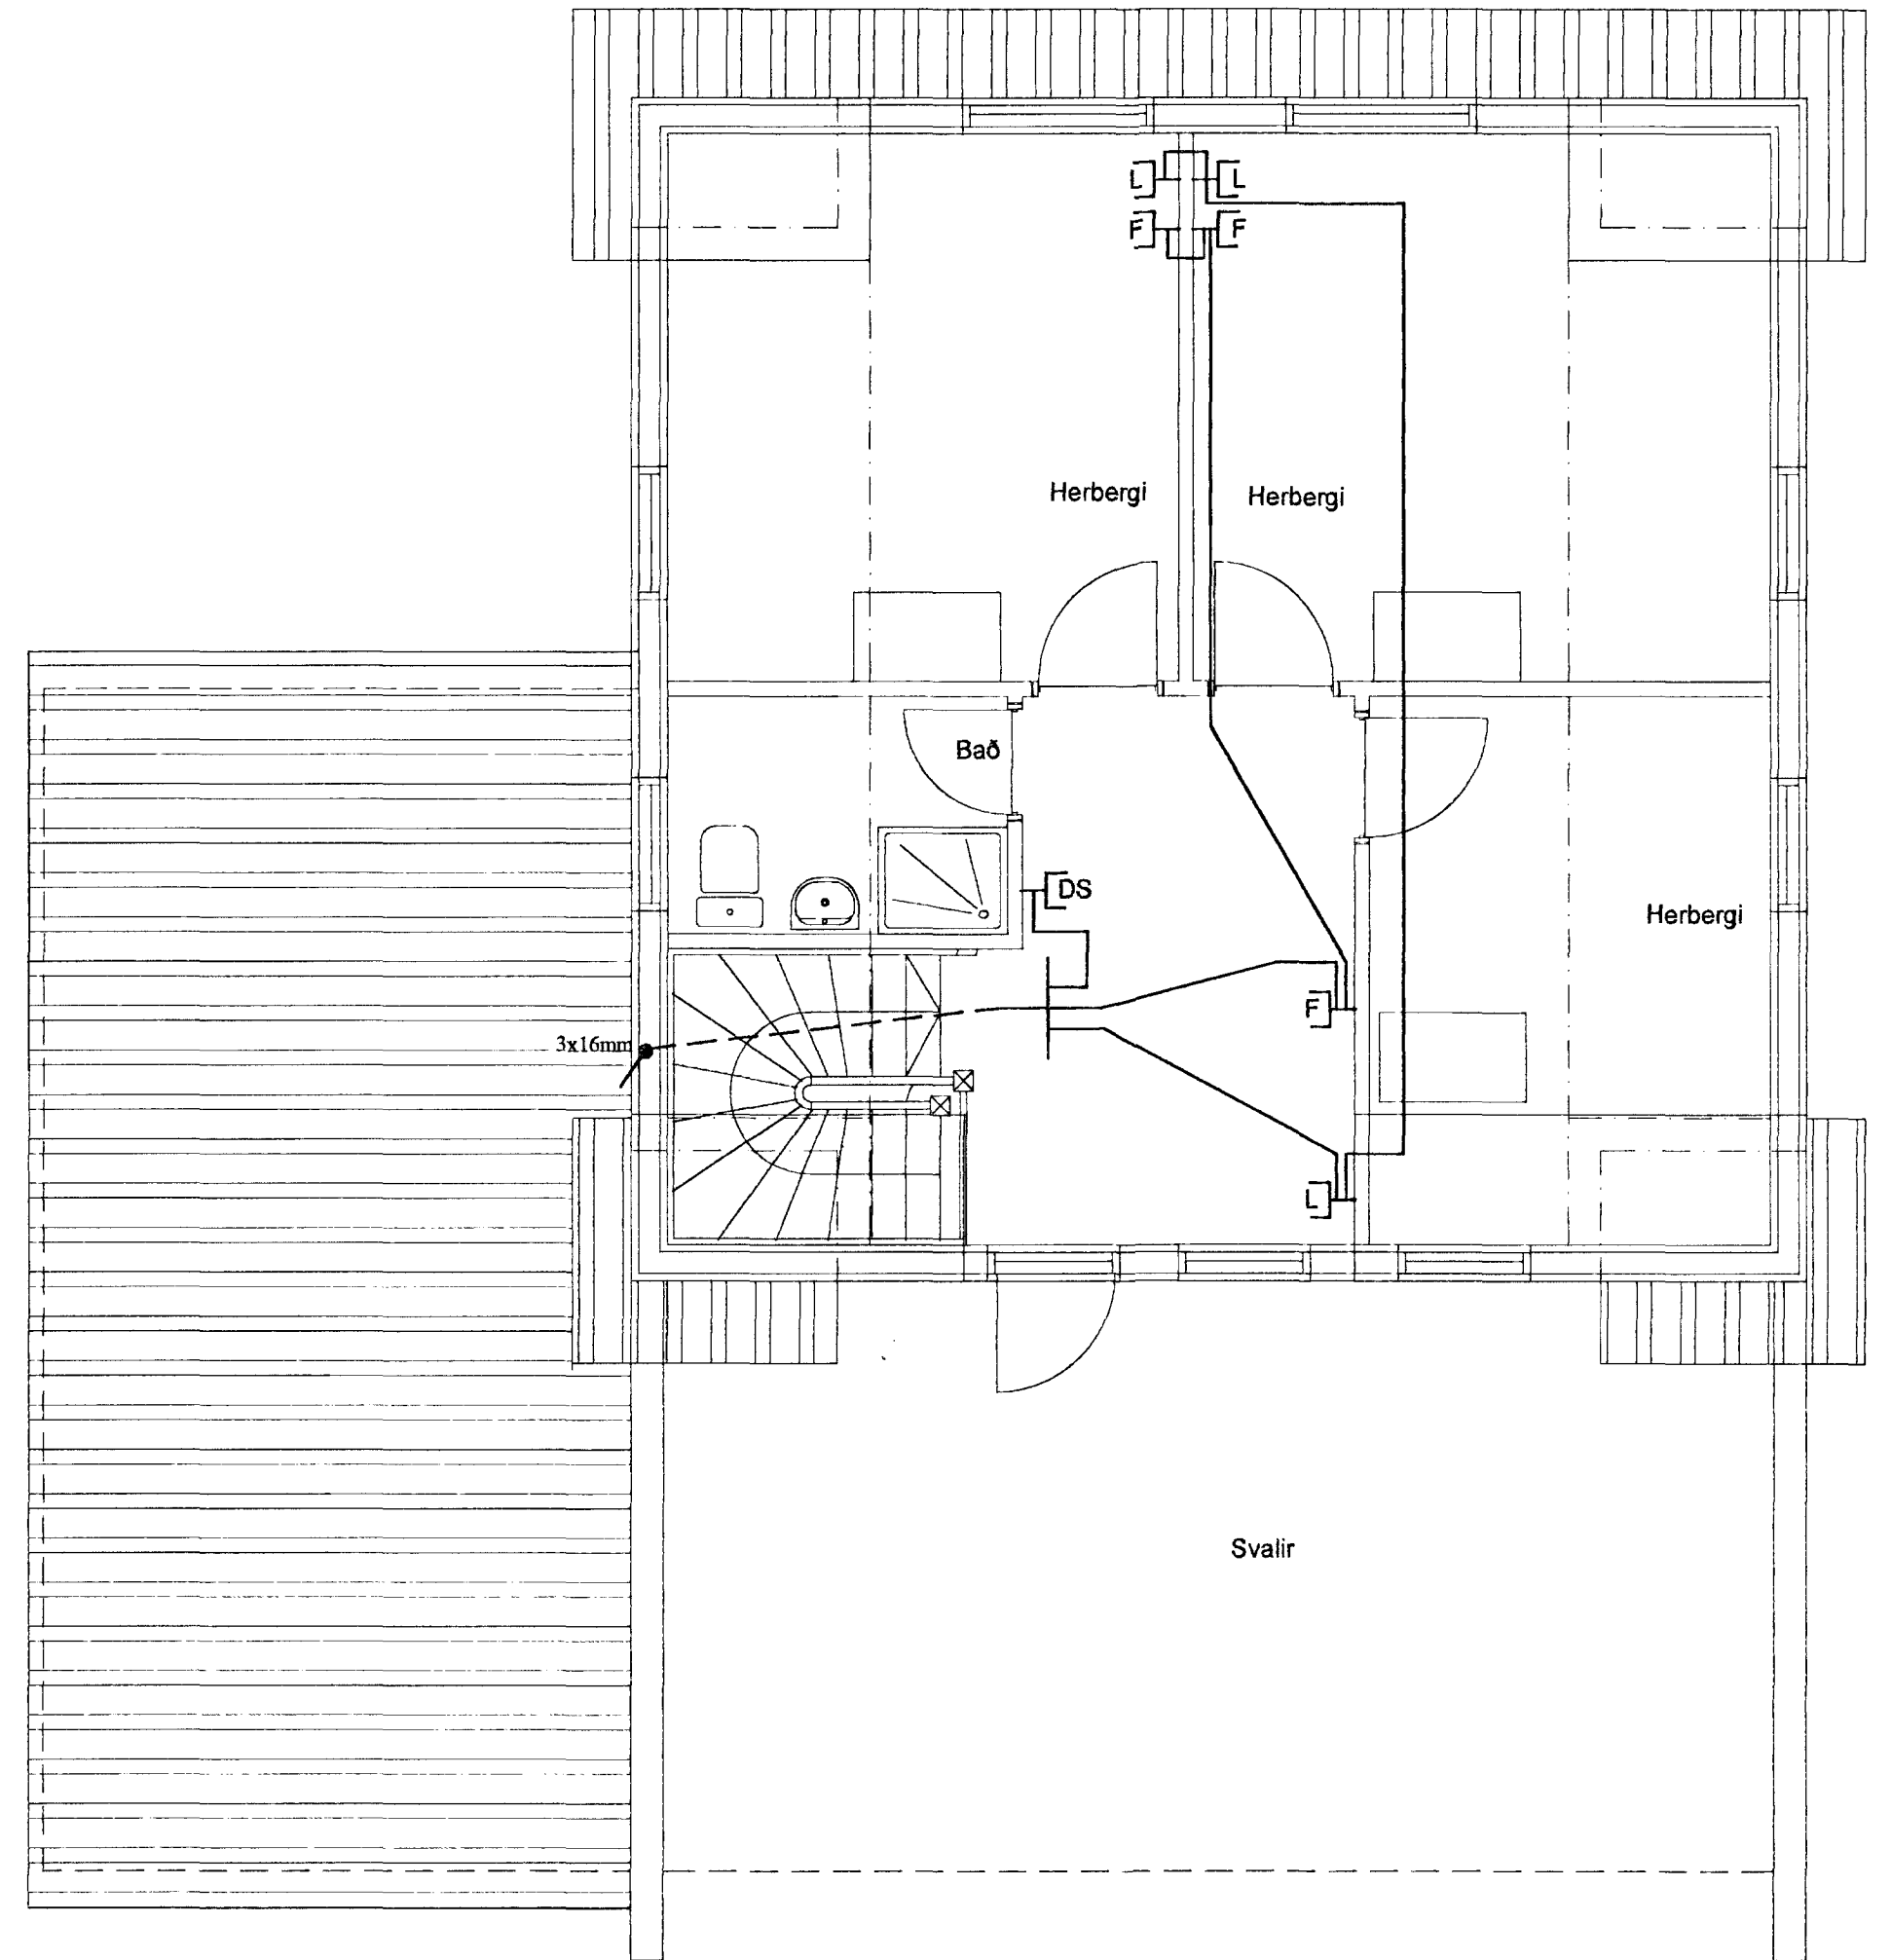 L L
F F
Herbergi Herbergi
Bað
DS
Herbergi
F
3x16mm
L
Svalir